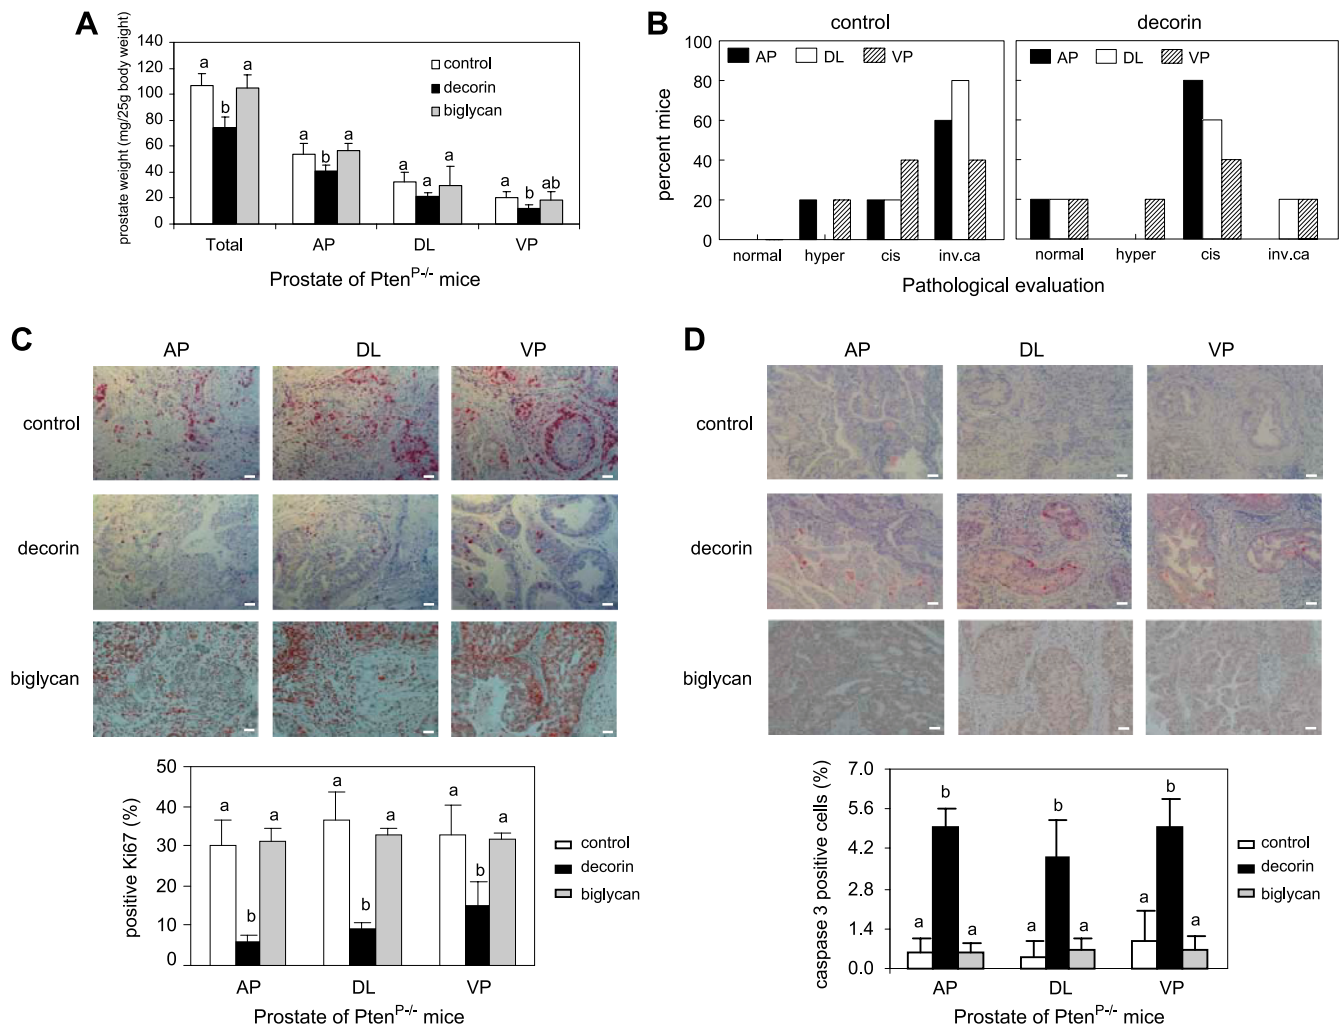 A
prostate weight (mg/25g body weight)
140
120
100
80
60
40
20
0
a
b
a
a
b
a
a
a
a
a
b
ab
control
decorin
biglycan
Total
AP
DL
VP
Prostate of Pten^P-/- mice
B
control
decorin
percent mice
100
80
60
40
20
0
AP
DL
VP
AP
DL
VP
normal
hyper
cis
inv.ca
normal
hyper
cis
inv.ca
Pathological evaluation
C
AP
DL
VP
control
decorin
biglycan
positive Ki67 (%)
50
40
30
20
10
0
a
b
a
a
b
a
a
b
a
control
decorin
biglycan
AP
DL
VP
Prostate of Pten^P-/- mice
D
AP
DL
VP
control
decorin
biglycan
caspase 3 positive cells (%)
7.0
5.6
4.2
2.8
1.4
0.0
a
b
a
a
b
a
a
b
a
control
decorin
biglycan
AP
DL
VP
Prostate of Pten^P-/- mice